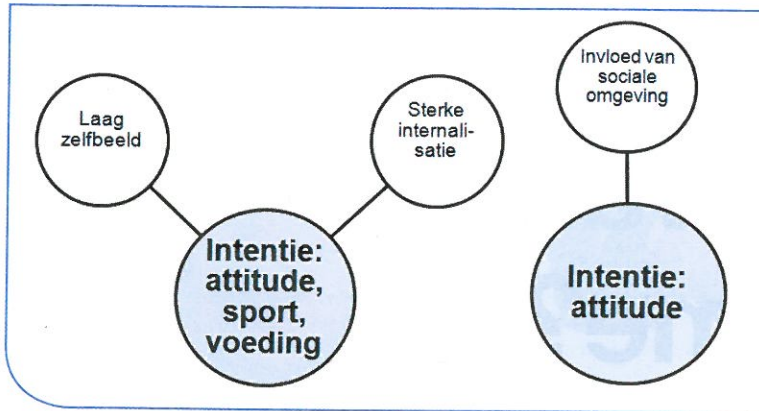 Laag
zelfbeeld
Sterke
internali-
satie
Invloed van
sociale
omgeving
Intentie:
attitude,
sport,
voeding
Intentie:
attitude